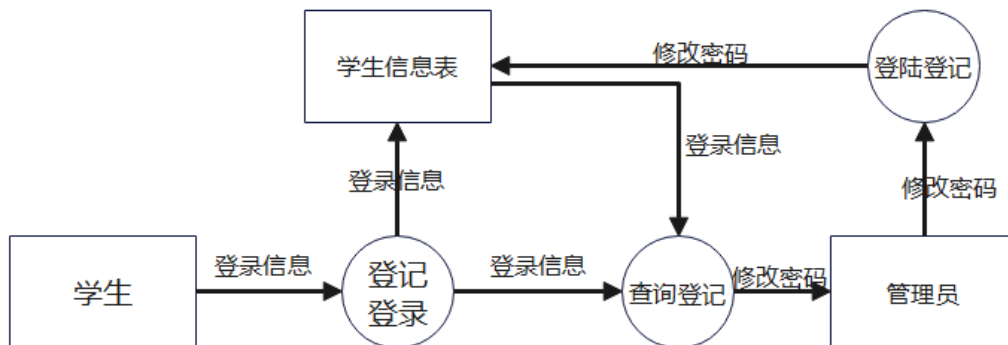 学生信息表
修改密码
登陆登记
登录信息
登录信息
修改密码
学生
登录信息
登记
登录
登录信息
查询登记
修改密码
管理员